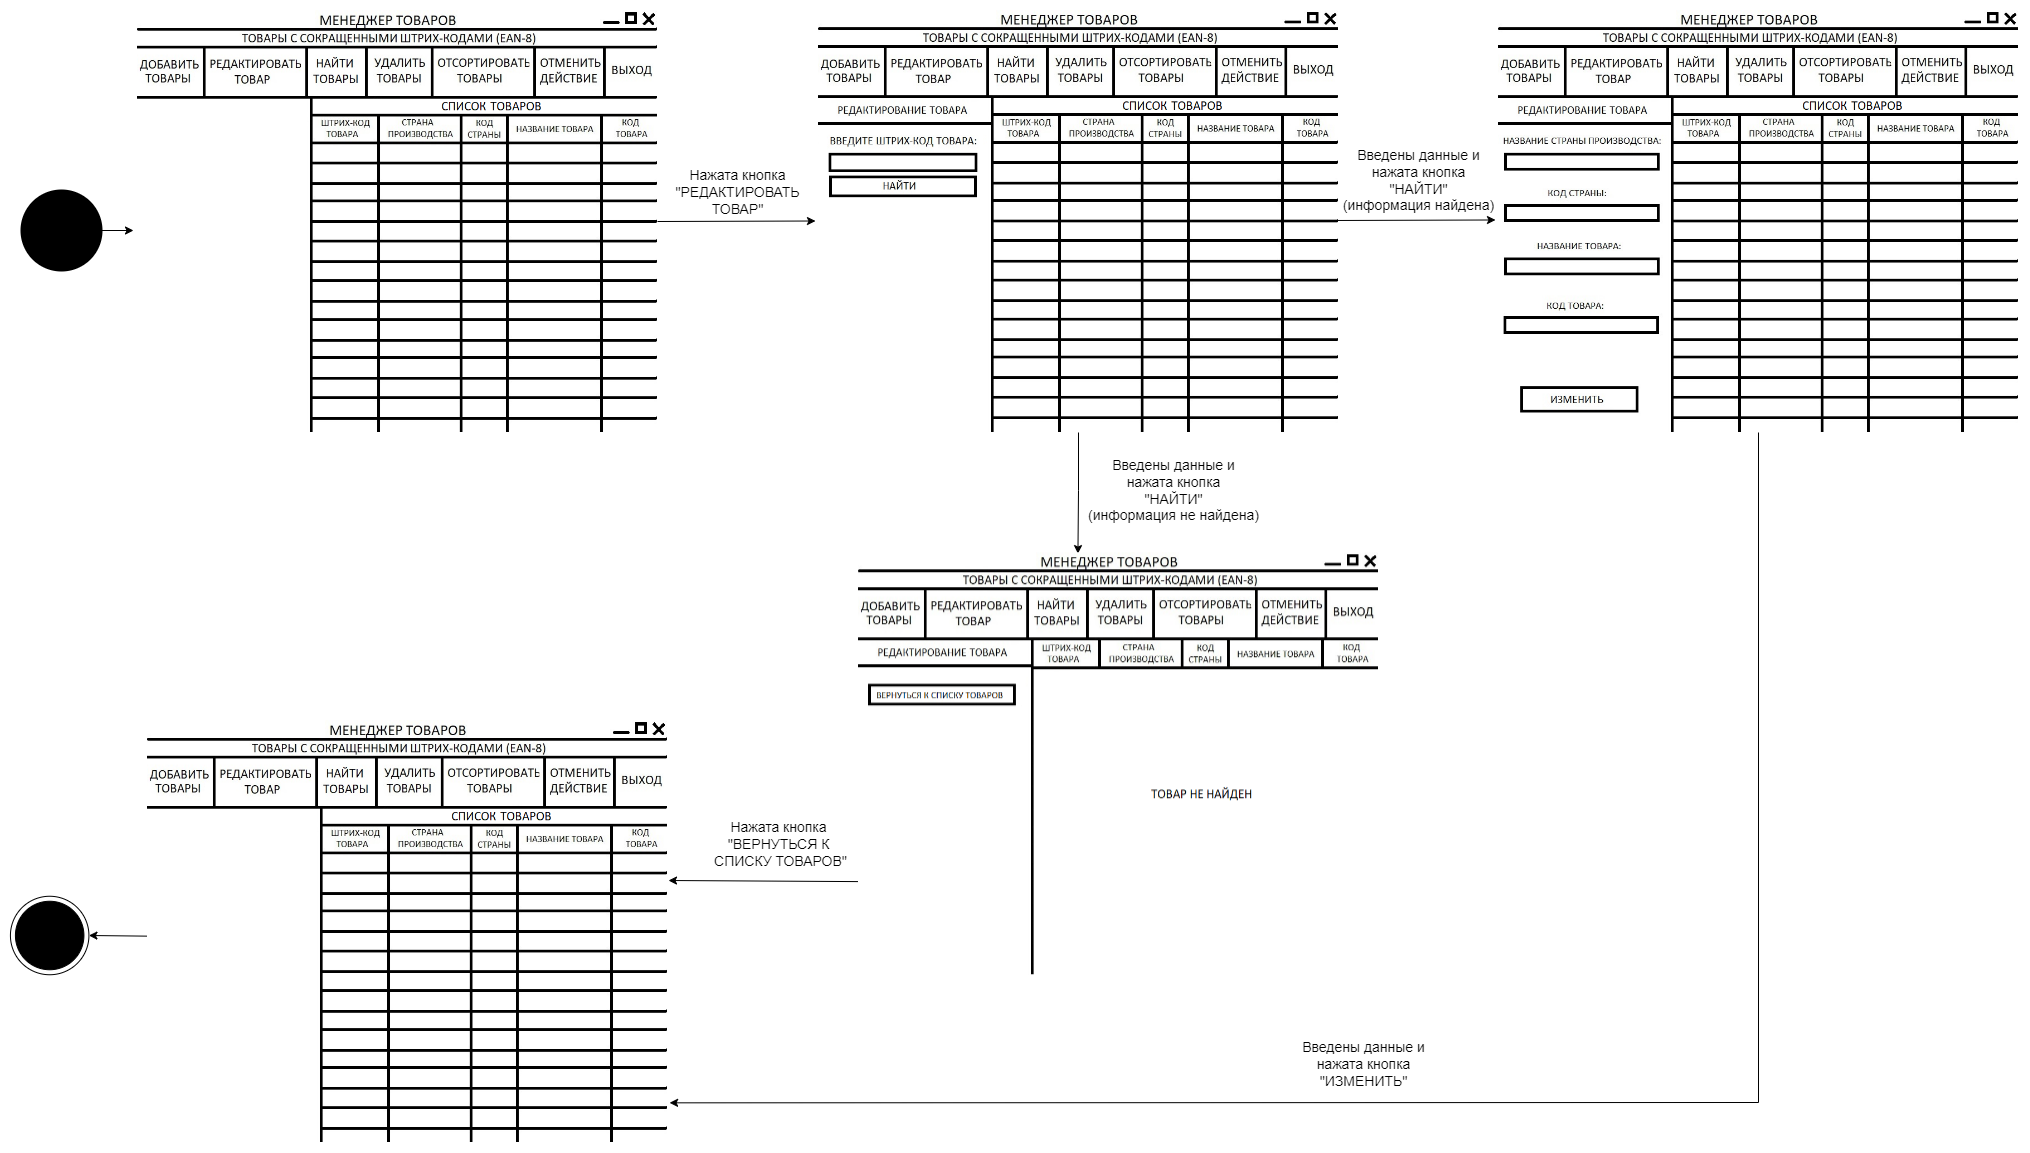 МЕНЕДЖЕР ТОВАРОВ
ТОВАРЫ С СОКРАЩЕННЫМИ ШТРИХ-КОДАМИ (EAN-8)
ДОБАВИТЬ ТОВАРЫ
РЕДАКТИРОВАТЬ ТОВАР
НАЙТИ ТОВАРЫ
УДАЛИТЬ ТОВАРЫ
ОТСОРТИРОВАТЬ ТОВАРЫ
ОТМЕНИТЬ ДЕЙСТВИЕ
ВЫХОД
СПИСОК ТОВАРОВ
ШТРИХ-КОД ТОВАРА
СТРАНА ПРОИЗВОДСТВА
КОД СТРАНЫ
НАЗВАНИЕ ТОВАРА
КОД ТОВАРА
Нажата кнопка
"РЕДАКТИРОВАТЬ
ТОВАР"
МЕНЕДЖЕР ТОВАРОВ
ТОВАРЫ С СОКРАЩЕННЫМИ ШТРИХ-КОДАМИ (EAN-8)
ДОБАВИТЬ ТОВАРЫ
РЕДАКТИРОВАТЬ ТОВАР
НАЙТИ ТОВАРЫ
УДАЛИТЬ ТОВАРЫ
ОТСОРТИРОВАТЬ ТОВАРЫ
ОТМЕНИТЬ ДЕЙСТВИЕ
ВЫХОД
РЕДАКТИРОВАНИЕ ТОВАРА
ВВЕДИТЕ ШТРИХ-КОД ТОВАРА:
НАЙТИ
СПИСОК ТОВАРОВ
ШТРИХ-КОД ТОВАРА
СТРАНА ПРОИЗВОДСТВА
КОД СТРАНЫ
НАЗВАНИЕ ТОВАРА
КОД ТОВАРА
Введены данные и
нажата кнопка
"НАЙТИ"
(информация найдена)
МЕНЕДЖЕР ТОВАРОВ
ТОВАРЫ С СОКРАЩЕННЫМИ ШТРИХ-КОДАМИ (EAN-8)
ДОБАВИТЬ ТОВАРЫ
РЕДАКТИРОВАТЬ ТОВАР
НАЙТИ ТОВАРЫ
УДАЛИТЬ ТОВАРЫ
ОТСОРТИРОВАТЬ ТОВАРЫ
ОТМЕНИТЬ ДЕЙСТВИЕ
ВЫХОД
РЕДАКТИРОВАНИЕ ТОВАРА
НАЗВАНИЕ СТРАНЫ ПРОИЗВОДСТВА:
КОД СТРАНЫ:
НАЗВАНИЕ ТОВАРА:
КОД ТОВАРА:
ИЗМЕНИТЬ
СПИСОК ТОВАРОВ
ШТРИХ-КОД ТОВАРА
СТРАНА ПРОИЗВОДСТВА
КОД СТРАНЫ
НАЗВАНИЕ ТОВАРА
КОД ТОВАРА
Введены данные и
нажата кнопка
"НАЙТИ"
(информация не найдена)
МЕНЕДЖЕР ТОВАРОВ
ТОВАРЫ С СОКРАЩЕННЫМИ ШТРИХ-КОДАМИ (EAN-8)
ДОБАВИТЬ ТОВАРЫ
РЕДАКТИРОВАТЬ ТОВАР
НАЙТИ ТОВАРЫ
УДАЛИТЬ ТОВАРЫ
ОТСОРТИРОВАТЬ ТОВАРЫ
ОТМЕНИТЬ ДЕЙСТВИЕ
ВЫХОД
РЕДАКТИРОВАНИЕ ТОВАРА
ВЕРНУТЬСЯ К СПИСКУ ТОВАРОВ
ШТРИХ-КОД ТОВАРА
СТРАНА ПРОИЗВОДСТВА
КОД СТРАНЫ
НАЗВАНИЕ ТОВАРА
КОД ТОВАРА
ТОВАР НЕ НАЙДЕН
Нажата кнопка
"ВЕРНУТЬСЯ К
СПИСКУ ТОВАРОВ"
МЕНЕДЖЕР ТОВАРОВ
ТОВАРЫ С СОКРАЩЕННЫМИ ШТРИХ-КОДАМИ (EAN-8)
ДОБАВИТЬ ТОВАРЫ
РЕДАКТИРОВАТЬ ТОВАР
НАЙТИ ТОВАРЫ
УДАЛИТЬ ТОВАРЫ
ОТСОРТИРОВАТЬ ТОВАРЫ
ОТМЕНИТЬ ДЕЙСТВИЕ
ВЫХОД
СПИСОК ТОВАРОВ
ШТРИХ-КОД ТОВАРА
СТРАНА ПРОИЗВОДСТВА
КОД СТРАНЫ
НАЗВАНИЕ ТОВАРА
КОД ТОВАРА
Введены данные и
нажата кнопка
"ИЗМЕНИТЬ"